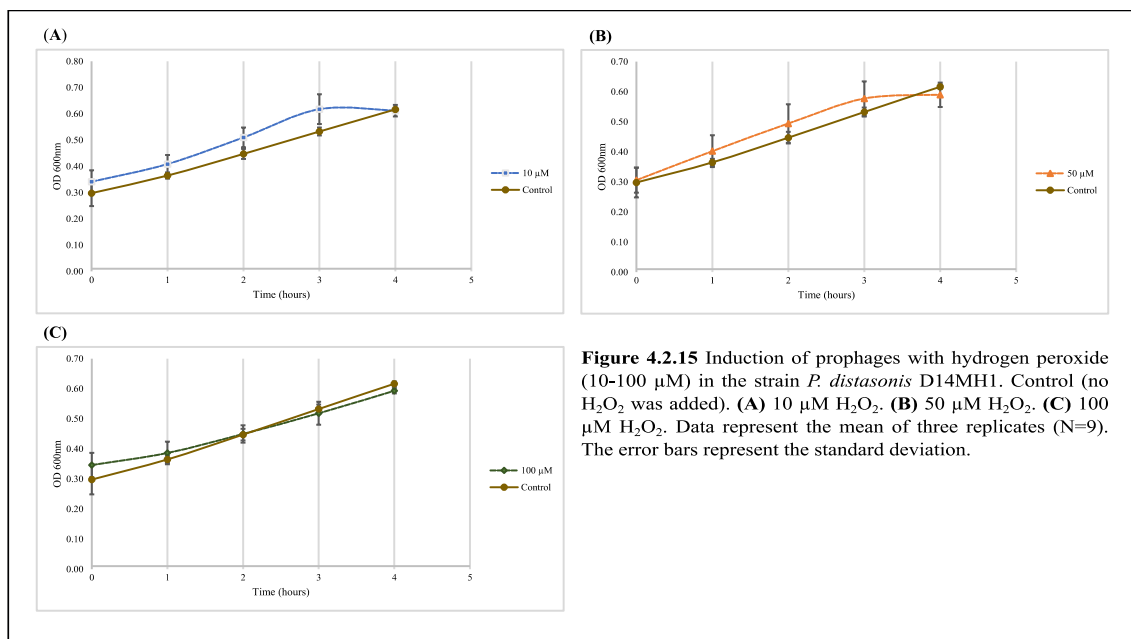 (A)
0.80
0.70
0.60
0.50
0.40
0.30
0.20
0.10
0.00
OD 600nm
0 1 2 3 4 5
Time (hours)
10 µM
Control
(B)
0.70
0.60
0.50
0.40
0.30
0.20
0.10
0.00
OD 600nm
0 1 2 3 4 5
Time (hours)
50 µM
Control
(C)
0.70
0.60
0.50
0.40
0.30
0.20
0.10
0.00
OD 600nm
0 1 2 3 4 5
Time (hours)
100 µM
Control
Figure 4.2.15 Induction of prophages with hydrogen peroxide
(10-100 µM) in the strain P. distasonis D14MH1. Control (no
H₂O₂ was added). (A) 10 µM H₂O₂. (B) 50 µM H₂O₂. (C) 100
µM H₂O₂. Data represent the mean of three replicates (N=9).
The error bars represent the standard deviation.